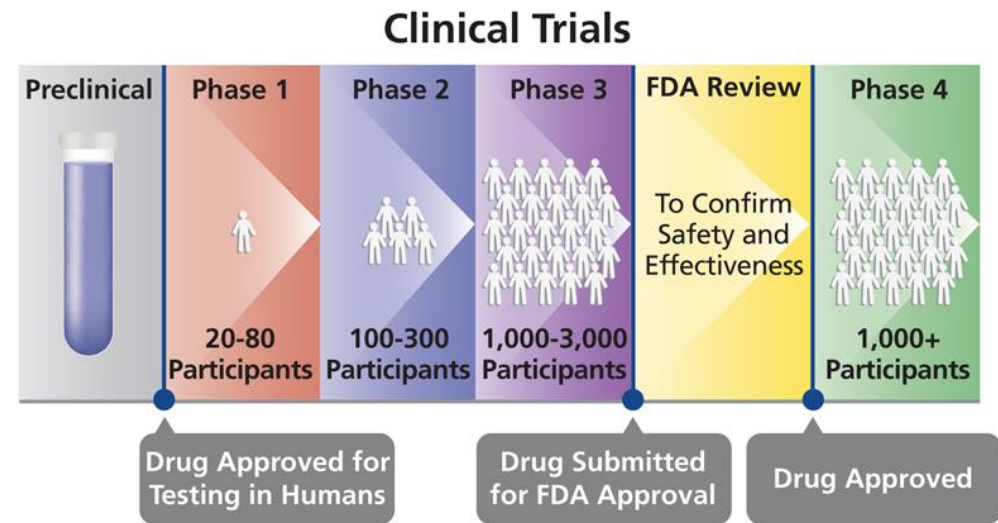 Clinical Trials
Preclinical
Phase 1
20-80
Participants
Phase 2
100-300
Participants
Phase 3
1,000-3,000
Participants
FDA Review
To Confirm
Safety and
Effectiveness
Phase 4
1,000+
Participants
Drug Approved for
Testing in Humans
Drug Submitted
for FDA Approval
Drug Approved